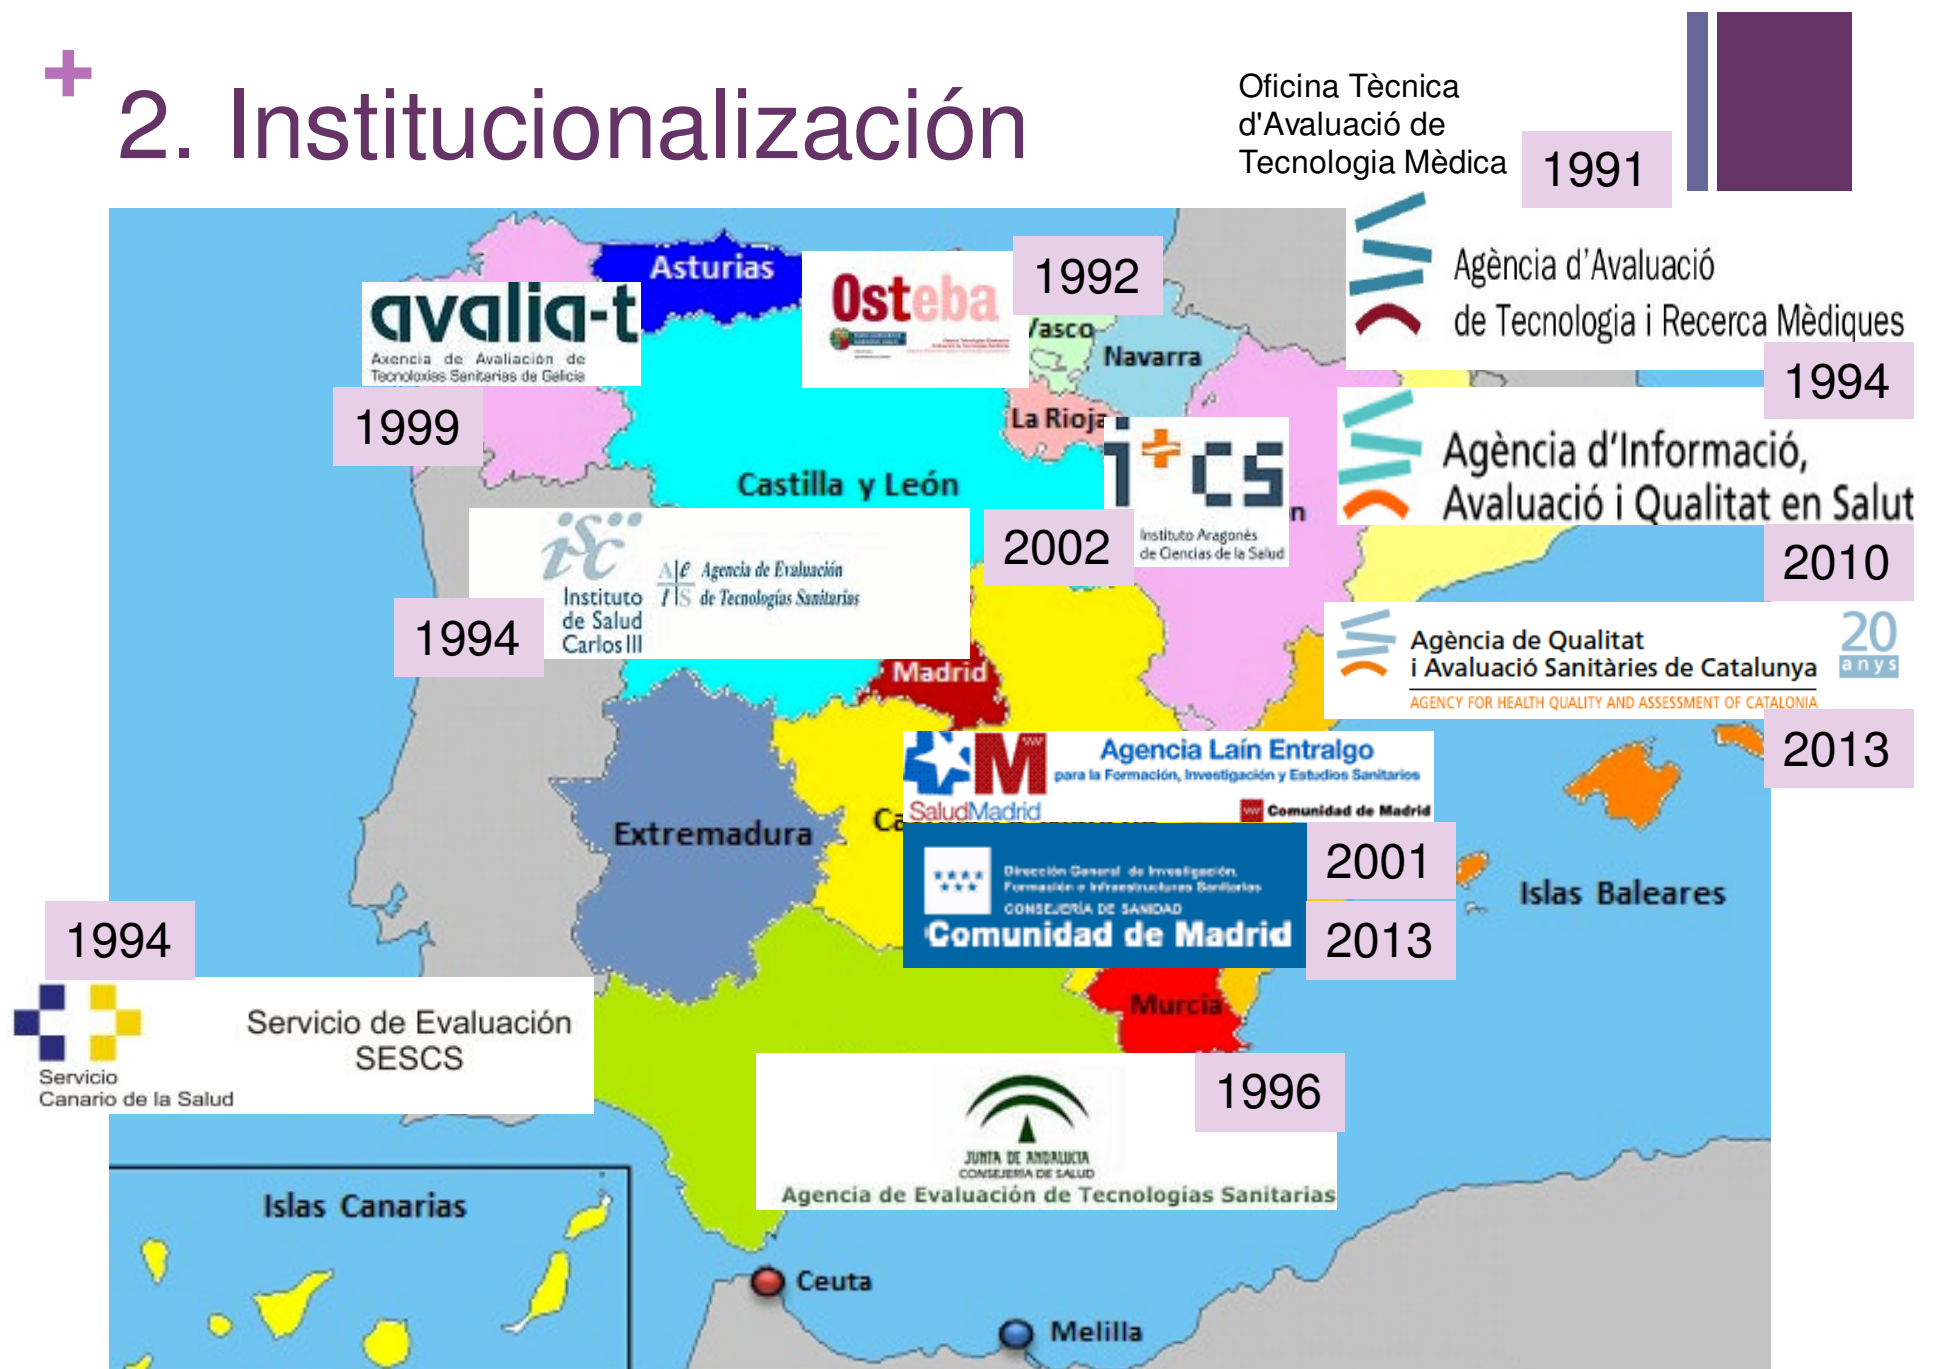 +
2. Institucionalización
Oficina Tècnica
d'Avaluació de
Tecnologia Mèdica
1991
Agència d'Avaluació
de Tecnologia i Recerca Mèdiques
1994
Agència d'Informació,
Avaluació i Qualitat en Salut
2010
Agència de Qualitat
i Avaluació Sanitàries de Catalunya
AGENCY FOR HEALTH QUALITY AND ASSESSMENT OF CATALONIA
20
anys
2013
Asturias
avalia-t
Axencia de Avaliación de
Tecnoloxías Sanitarias de Galicia
1999
Osteba
1992
Vasco
Navarra
La Rioja
Castilla y León
i+cs
Instituto Aragonés
de Ciencias de la Salud
2002
n
isciii
Instituto
de Salud
Carlos III
Agencia de Evaluación
de Tecnologías Sanitarias
1994
Madrid
Agencia Laín Entralgo
para la Formación, Investigación y Estudios Sanitarios
SaludMadrid
Comunidad de Madrid
2001
Dirección General de Investigación,
Formación e Infraestructuras Sanitarias
CONSEJERÍA DE SANIDAD
Comunidad de Madrid
2013
Extremadura
Ca
Islas Baleares
1994
Servicio
Canario de la Salud
Servicio de Evaluación
SESCS
Murcia
1996
JUNTA DE ANDALUCIA
CONSEJERÍA DE SALUD
Agencia de Evaluación de Tecnologías Sanitarias
Islas Canarias
Ceuta
Melilla